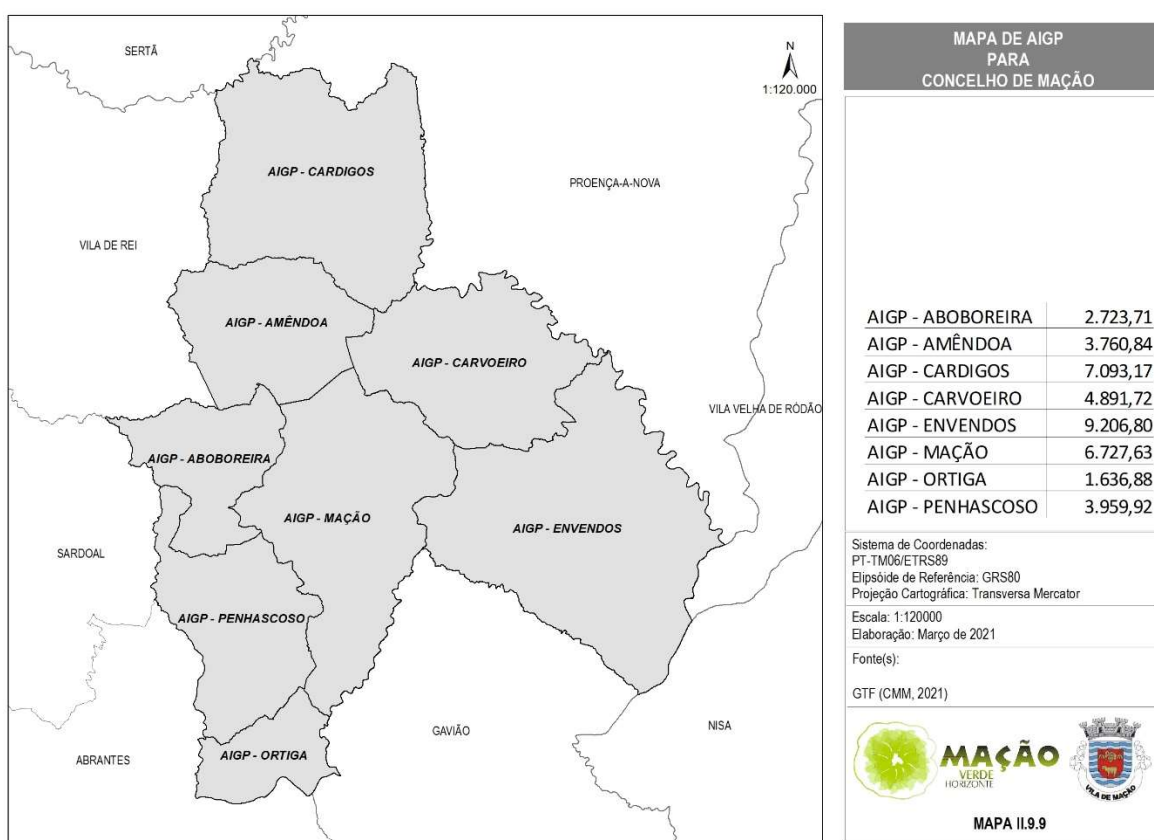 SERTÃ
N
1:120.000
AIGP - CARDIGOS
PROENÇA-A-NOVA
VILA DE REI
AIGP - AMÊNDOA
AIGP - CARVOEIRO
VILA VELHA DE RÓDÃO
AIGP - ABOBOREIRA
AIGP - MAÇÃO
AIGP - ENVENDOS
SARDOAL
AIGP - PENHASCOSO
NISA
GAVIÃO
ABRANTES
AIGP - ORTIGA
MAPA DE AIGP
PARA
CONCELHO DE MAÇÃO
AIGP - ABOBOREIRA 2.723,71
AIGP - AMÊNDOA 3.760,84
AIGP - CARDIGOS 7.093,17
AIGP - CARVOEIRO 4.891,72
AIGP - ENVENDOS 9.206,80
AIGP - MAÇÃO 6.727,63
AIGP - ORTIGA 1.636,88
AIGP - PENHASCOSO 3.959,92
Sistema de Coordenadas:
PT-TM06/ETRS89
Elipsóide de Referência: GRS80
Projeção Cartográfica: Transversa Mercator
Escala: 1:120000
Elaboração: Março de 2021
Fonte(s):
GTF (CMM, 2021)
MAÇÃO
VERDE
HORIZONTE
VILA DE MAÇÃO
MAPA II.9.9